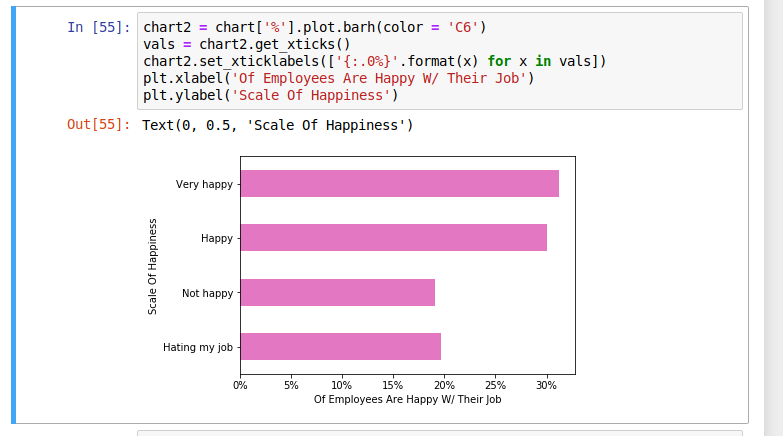 In [55]: chart2 = chart['%'].plot.barh(color = 'C6')
vals = chart2.get_xticks()
chart2.set_xticklabels(['{:.0%}'.format(x) for x in vals])
plt.xlabel('Of Employees Are Happy W/ Their Job')
plt.ylabel('Scale Of Happiness')
Out[55]: Text(0, 0.5, 'Scale Of Happiness')
Scale Of Happiness
Very happy
Happy
Not happy
Hating my job
0% 5% 10% 15% 20% 25% 30%
Of Employees Are Happy W/ Their Job